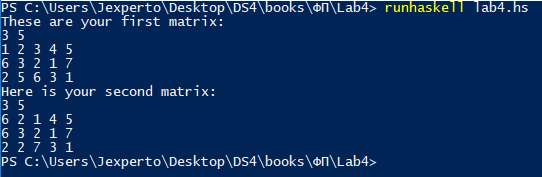 PS C:\Users\Jexperto\Desktop\DS4\books\ФП\Lab4> runhaskell lab4.hs
These are your first matrix:
3 5
1 2 3 4 5
6 3 2 1 7
2 5 6 3 1
Here is your second matrix:
3 5
6 2 1 4 5
6 3 2 1 7
2 2 7 3 1
PS C:\Users\Jexperto\Desktop\DS4\books\ФП\Lab4>